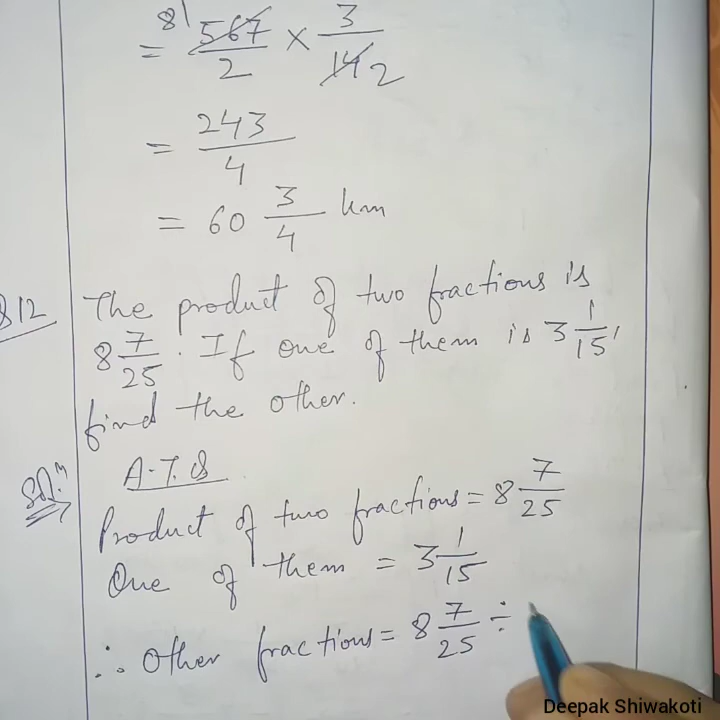 = 81 567/2 × 3/14 2
= 243/4
= 60 3/4 km
812 The product of two fractions is
8 7/25 . If one of them is 3 1/15,
find the other.
A.T.S
Solⁿ Product of two fractions = 8 7/25
One of them = 3 1/15
∴ Other fractions = 8 7/25 ÷
Deepak Shiwakoti